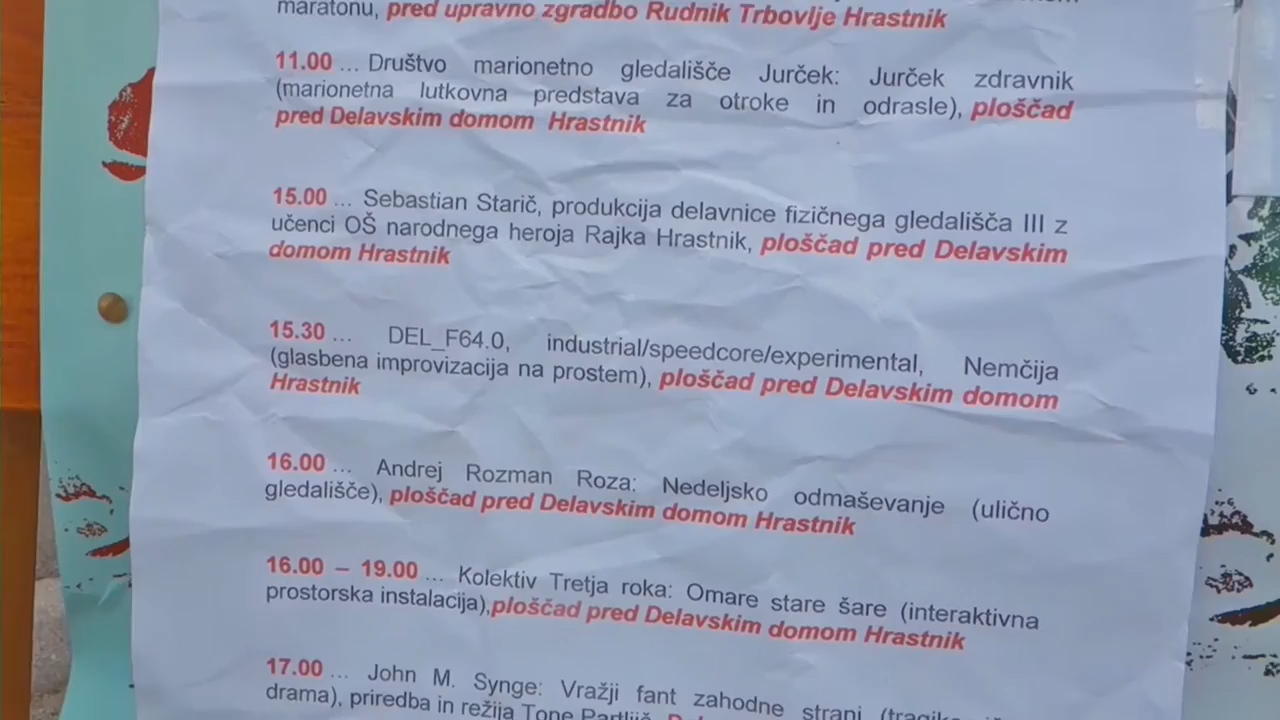 maratonu, pred upravno zgradbo Rudnik Trbovlje Hrastnik
11.00 ... Društvo marionetno gledališče Jurček: Jurček zdravnik
(marionetna lutkovna predstava za otroke in odrasle), ploščad
pred Delavskim domom Hrastnik
15.00 ... Sebastian Starič, produkcija delavnice fizičnega gledališča III z
učenci OŠ narodnega heroja Rajka Hrastnik, ploščad pred Delavskim
domom Hrastnik
15.30 ... DEL_F64.0, industrial/speedcore/experimental, Nemčija
(glasbena improvizacija na prostem), ploščad pred Delavskim domom
Hrastnik
16.00 ... Andrej Rozman Roza: Nedeljsko odmaševanje (ulično
gledališče), ploščad pred Delavskim domom Hrastnik
16.00 – 19.00 ... Kolektiv Tretja roka: Omare stare šare (interaktivna
prostorska instalacija),ploščad pred Delavskim domom Hrastnik
17.00 ... John M. Synge: Vražji fant zahodne strani
drama), priredba in režija Tone Partljič,